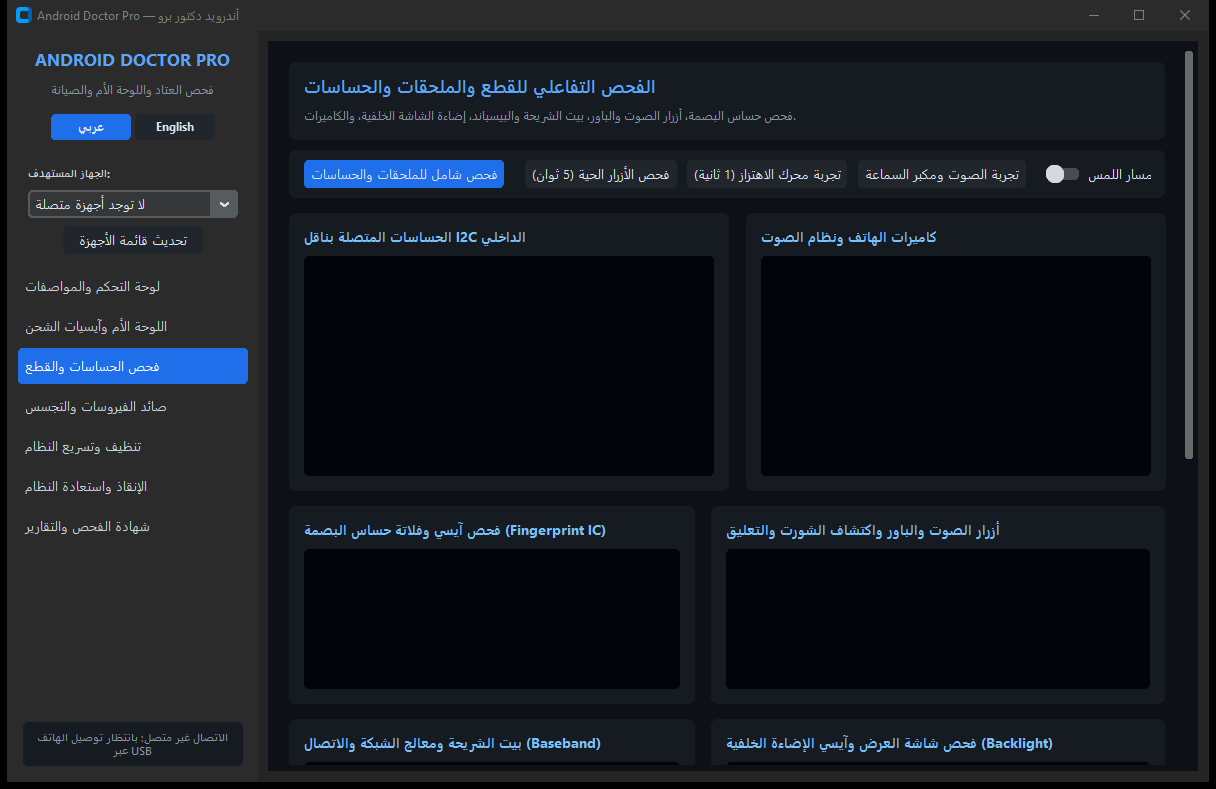 Android Doctor Pro — أندرويد دكتور برو
ANDROID DOCTOR PRO
فحص العتاد واللوحة الأم والصيانة
عربي
English
الجهاز المستهدف:
لا توجد أجهزة متصلة
تحديث قائمة الأجهزة
لوحة التحكم والمواصفات
اللوحة الأم وآيسيات الشحن
فحص الحساسات والقطع
صائد الفيروسات والتجسس
تنظيف وتسريع النظام
الإنقاذ واستعادة النظام
شهادة الفحص والتقارير
الاتصال غير متصل: بانتظار توصيل الهاتف
عبر USB
الفحص التفاعلي للقطع والملحقات والحساسات
فحص حساس البصمة، أزرار الصوت والباور، بيت الشريحة والبيسباند، إضاءة الشاشة الخلفية، والكاميرات.
فحص شامل للملحقات والحساسات
فحص الأزرار الحية (5 ثوان)
تجربة محرك الاهتزاز (1 ثانية)
تجربة الصوت ومكبر السماعة
مسار اللمس
الحساسات المتصلة بناقل I2C الداخلي
كاميرات الهاتف ونظام الصوت
فحص آيسي وفلاتة حساس البصمة (Fingerprint IC)
أزرار الصوت والباور واكتشاف الشورت والتعليق
بيت الشريحة ومعالج الشبكة والاتصال (Baseband)
فحص شاشة العرض وآيسي الإضاءة الخلفية (Backlight)